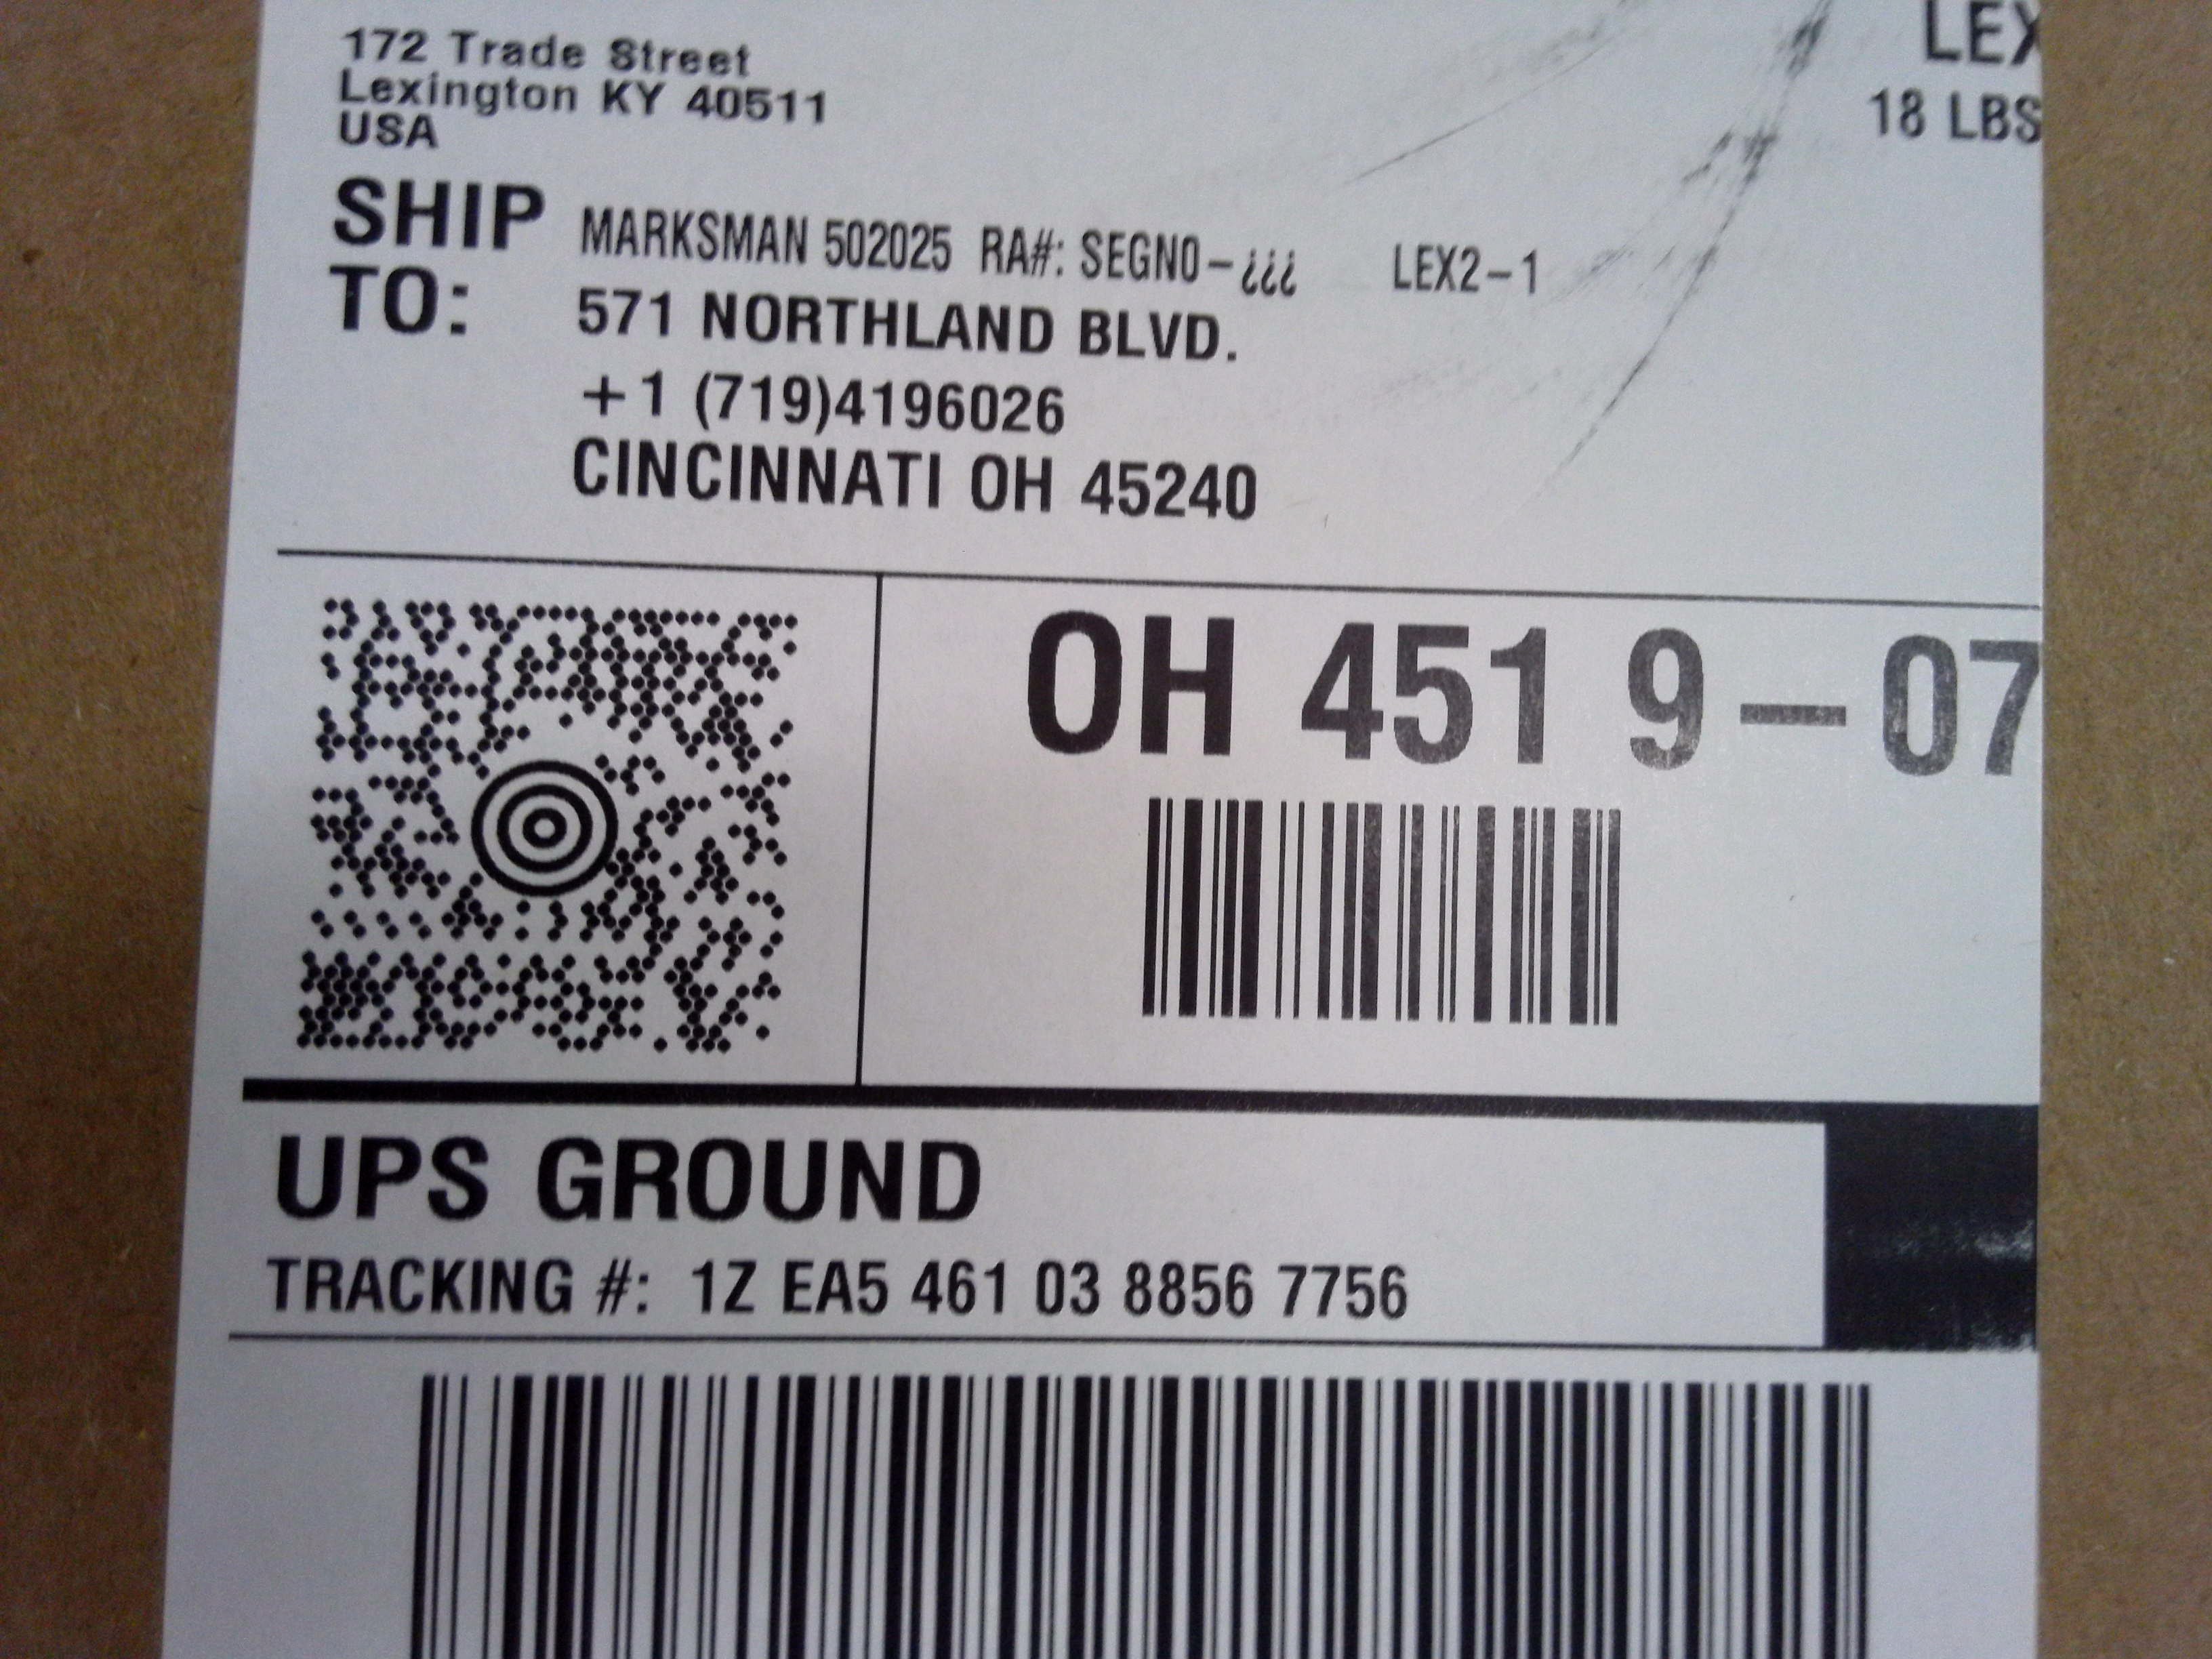 172 Trade Street
Lexington KY 40511
USA
LEX
18 LBS
SHIP TO:
MARKSMAN 502025 RA#: SEGN0-¿¿¿ LEX2-1
571 NORTHLAND BLVD.
+1 (719)4196026
CINCINNATI OH 45240
OH 451 9-07
UPS GROUND
TRACKING #: 1Z EA5 461 03 8856 7756